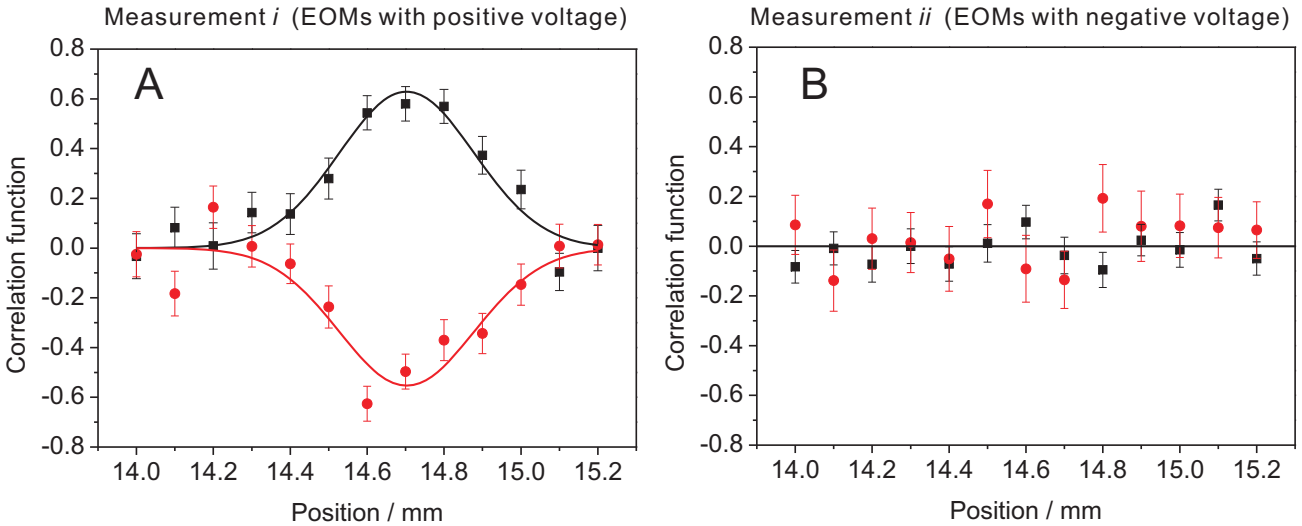 Measurement i (EOMs with positive voltage)
Measurement ii (EOMs with negative voltage)
A
0.8
0.6
0.4
0.2
0.0
-0.2
-0.4
-0.6
-0.8
Correlation function
14.0 14.2 14.4 14.6 14.8 15.0 15.2
Position / mm
B
0.8
0.6
0.4
0.2
0.0
-0.2
-0.4
-0.6
-0.8
Correlation function
14.0 14.2 14.4 14.6 14.8 15.0 15.2
Position / mm